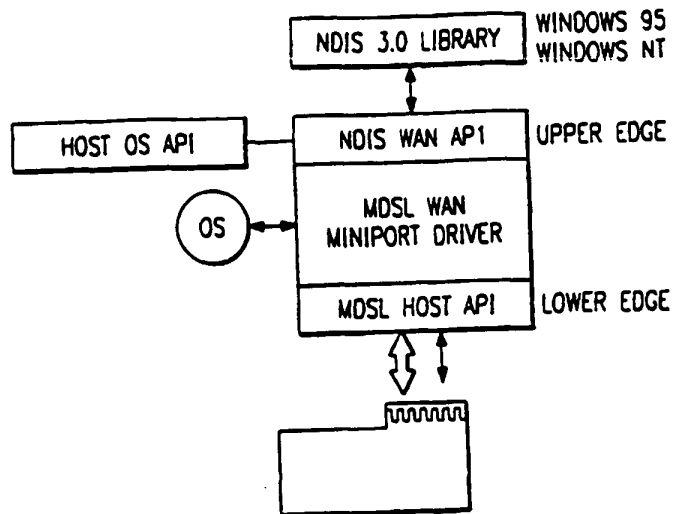 NDIS 3.0 LIBRARY
WINDOWS 95
WINDOWS NT
HOST OS API
NDIS WAN AP1
UPPER EDGE
OS
MDSL WAN
MINIPORT DRIVER
MDSL HOST API
LOWER EDGE